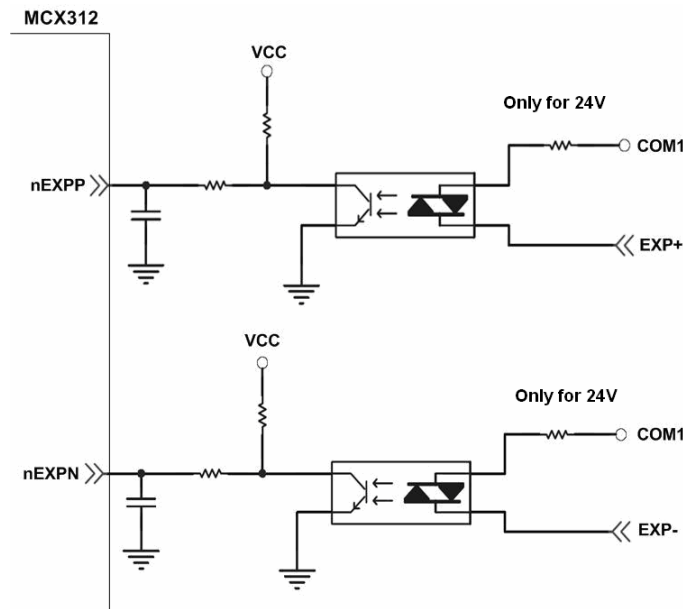 MCX312
VCC
Only for 24V
COM1
nEXPP
EXP+
VCC
Only for 24V
COM1
nEXPN
EXP-